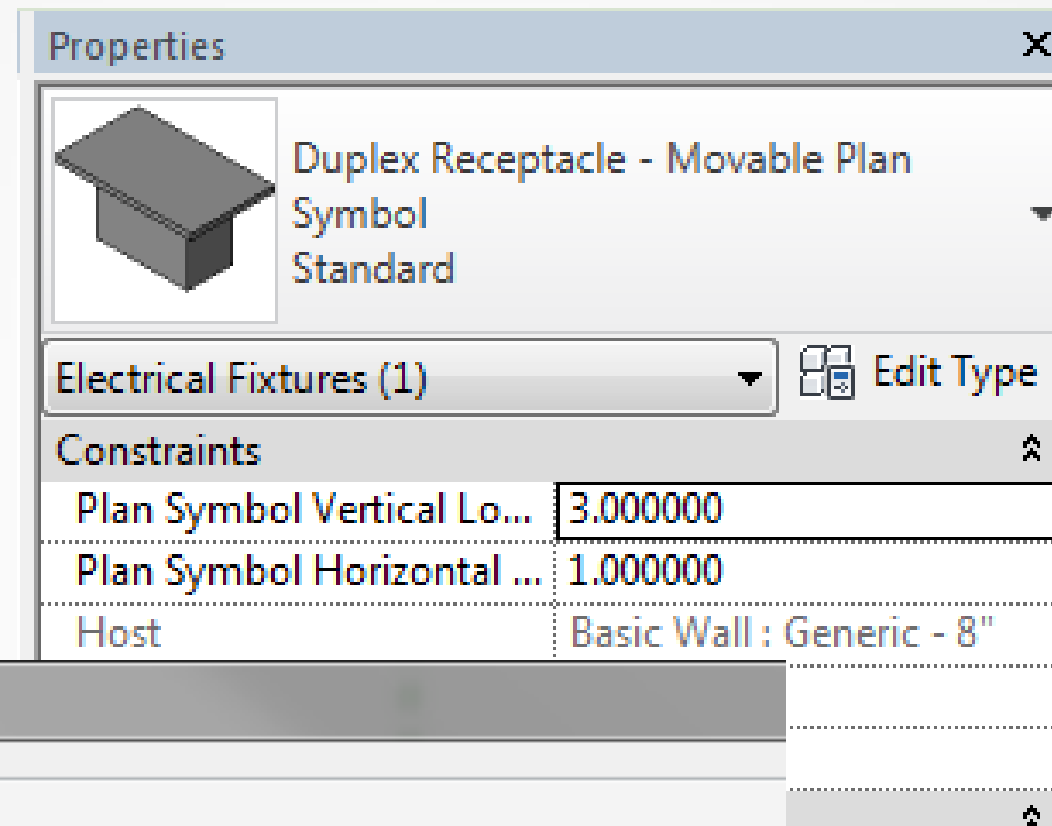 Properties
Duplex Receptacle - Movable Plan
Symbol
Standard
Electrical Fixtures (1)
Edit Type
Constraints
Plan Symbol Vertical Lo... 3.000000
Plan Symbol Horizontal ... 1.000000
Host Basic Wall : Generic - 8"